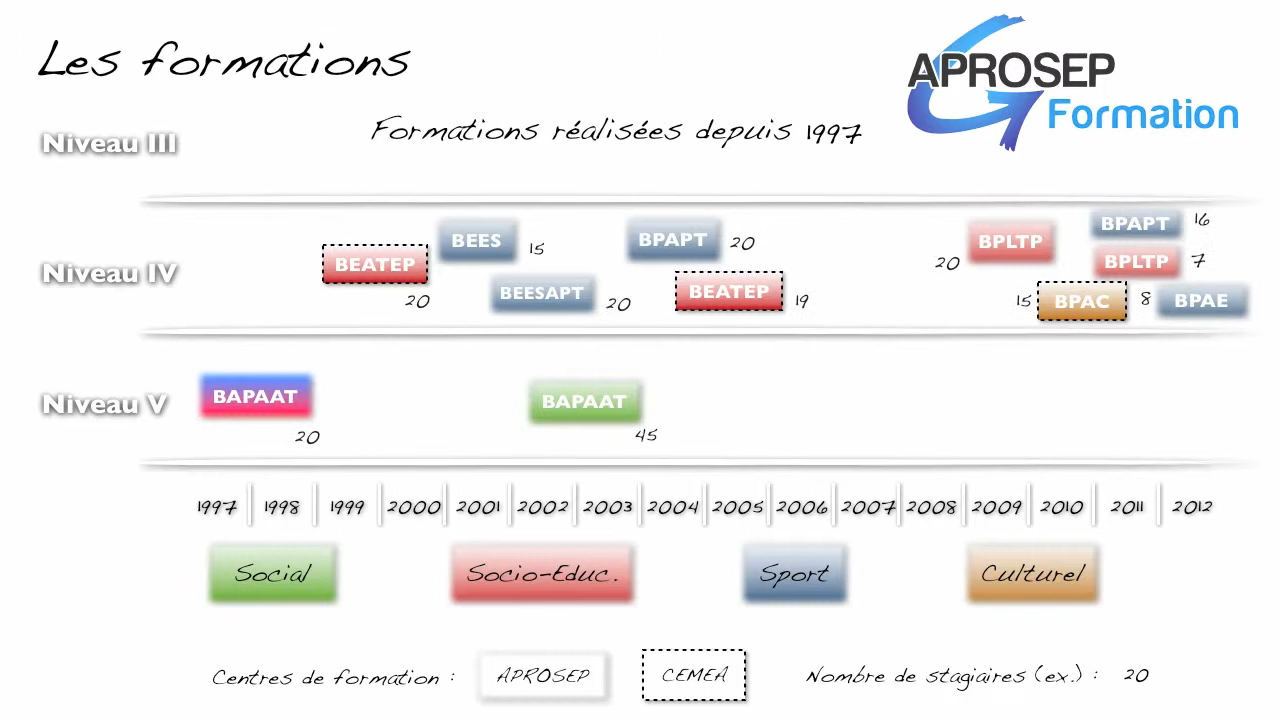 Les formations
APROSEP
Formation
Formations réalisées depuis 1997
Niveau III
Niveau IV
BEATEP
20
BEES
15
BEESAPT
20
BPAPT
20
BEATEP
19
20
BPLTP
BPAPT
16
BPLTP
7
15
BPAC
8
BPAE
Niveau V
BAPAAT
20
BAPAAT
45
1997 1998 1999 2000 2001 2002 2003 2004 2005 2006 2007 2008 2009 2010 2011 2012
Social Socio-Educ. Sport Culturel
Centres de formation : APROSEP CEMEA Nombre de stagiaires (ex.) : 20